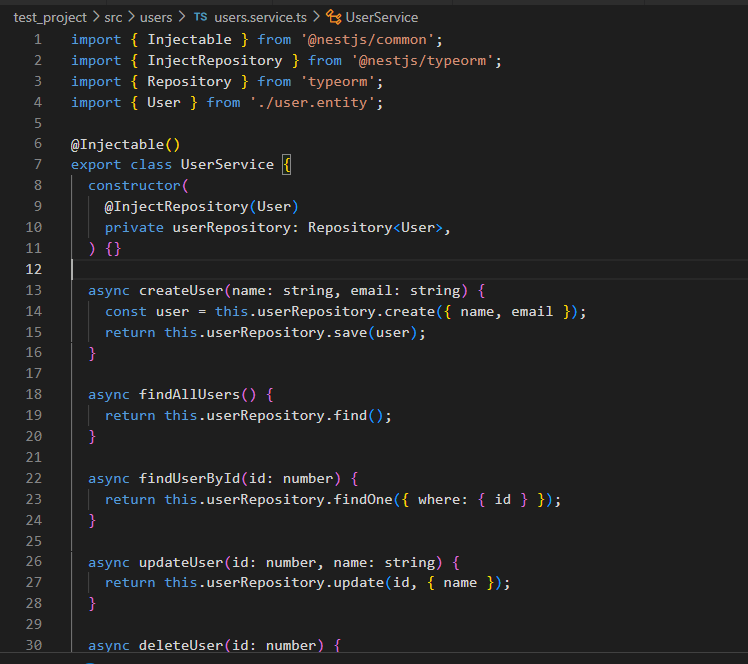 test_project > src > users > TS users.service.ts > UserService
1 import { Injectable } from '@nestjs/common';
2 import { InjectRepository } from '@nestjs/typeorm';
3 import { Repository } from 'typeorm';
4 import { User } from './user.entity';
5
6 @Injectable()
7 export class UserService {
8   constructor(
9     @InjectRepository(User)
10     private userRepository: Repository<User>,
11   ) {}
12
13   async createUser(name: string, email: string) {
14     const user = this.userRepository.create({ name, email });
15     return this.userRepository.save(user);
16   }
17
18   async findAllUsers() {
19     return this.userRepository.find();
20   }
21
22   async findUserById(id: number) {
23     return this.userRepository.findOne({ where: { id } });
24   }
25
26   async updateUser(id: number, name: string) {
27     return this.userRepository.update(id, { name });
28   }
29
30   async deleteUser(id: number) {